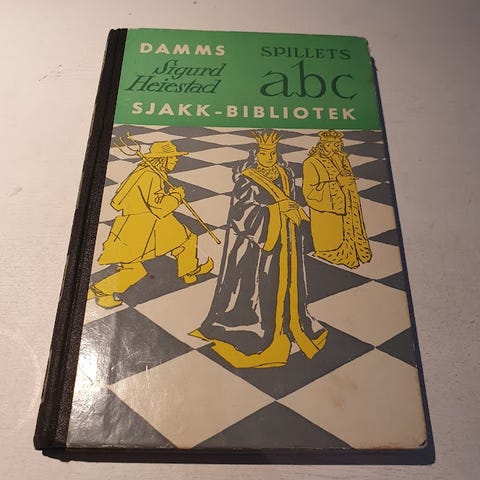 DAMMS SPILLETS
Sigurd Heiestad abc
SJAKK-BIBLIOTEK